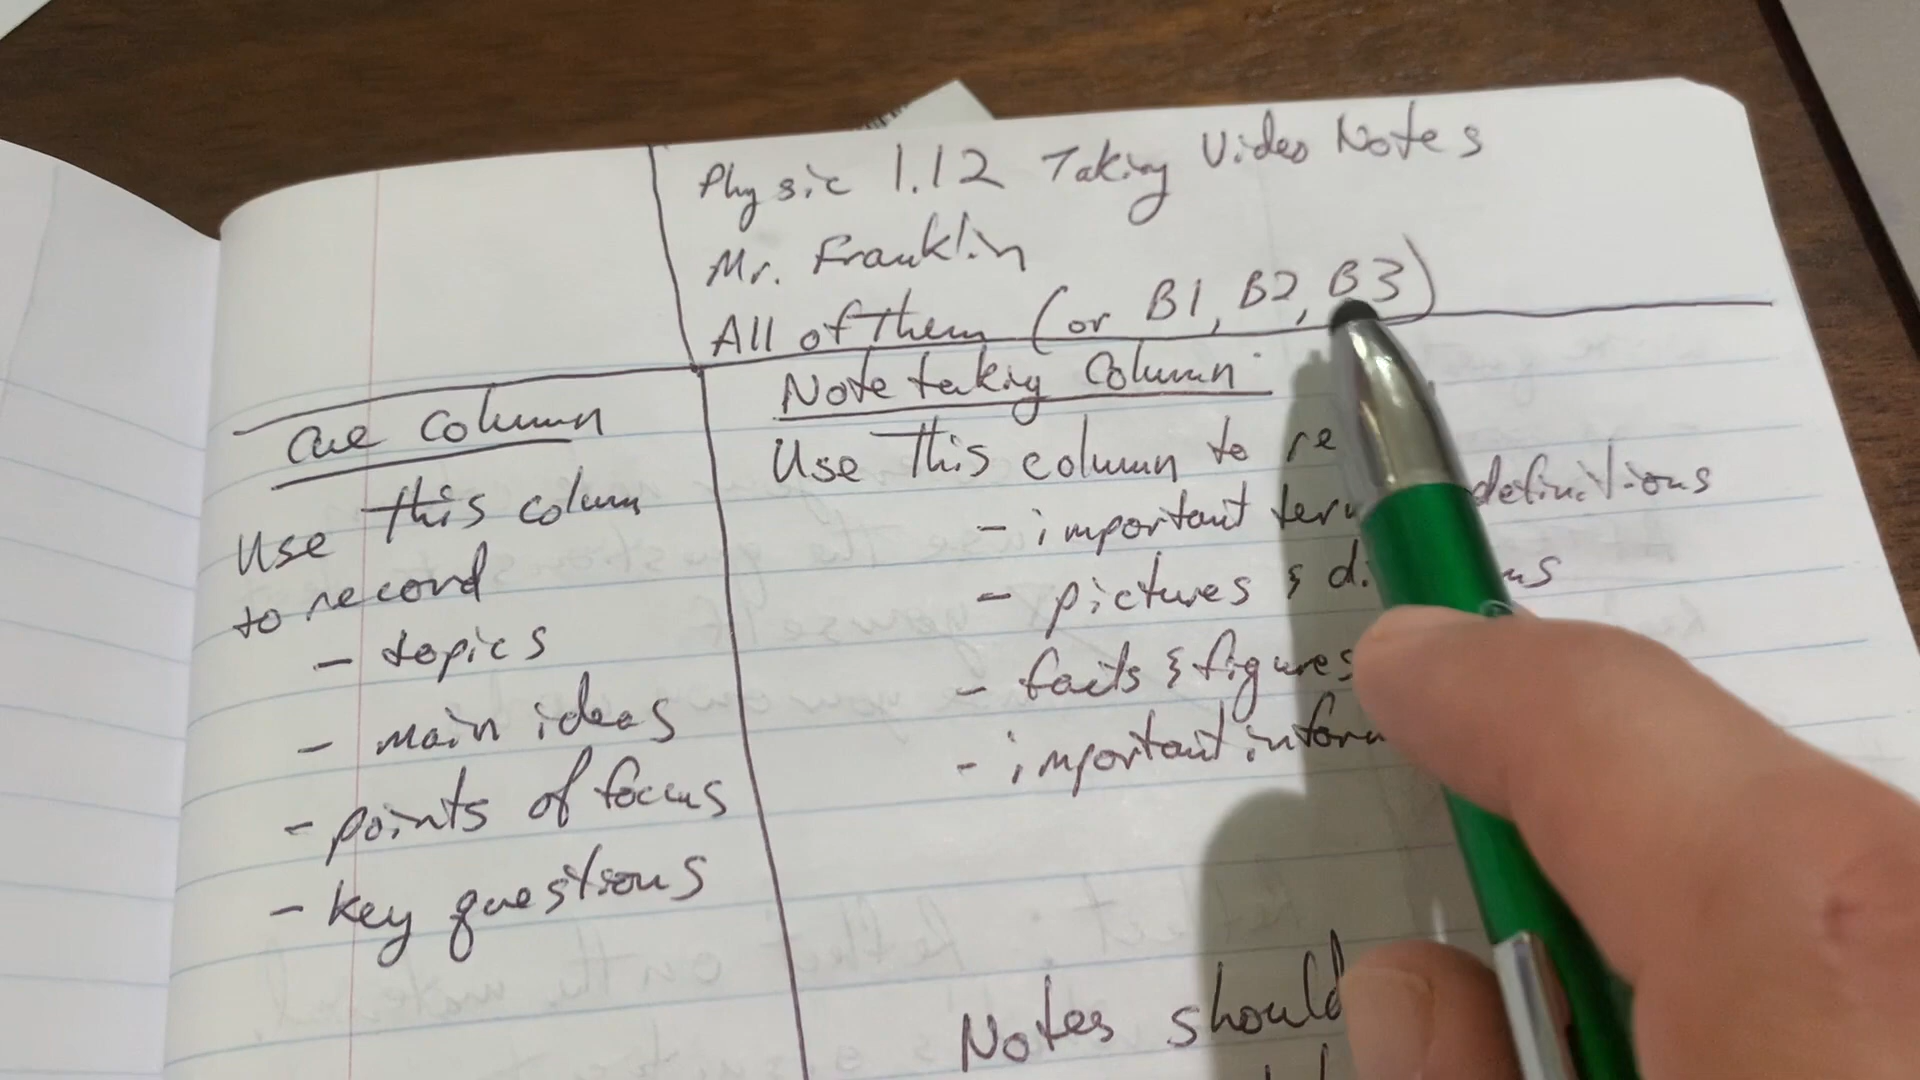 Physic 1.12 Taking Video Notes
Mr. Franklin
All of Them (or B1, B2, B3)
Cue Column
Use this column
to record
- topics
- main ideas
- points of focus
- key questions
Note taking Column
Use This column to re
- important definitions
- pictures &
- facts & figures
- important
Notes should